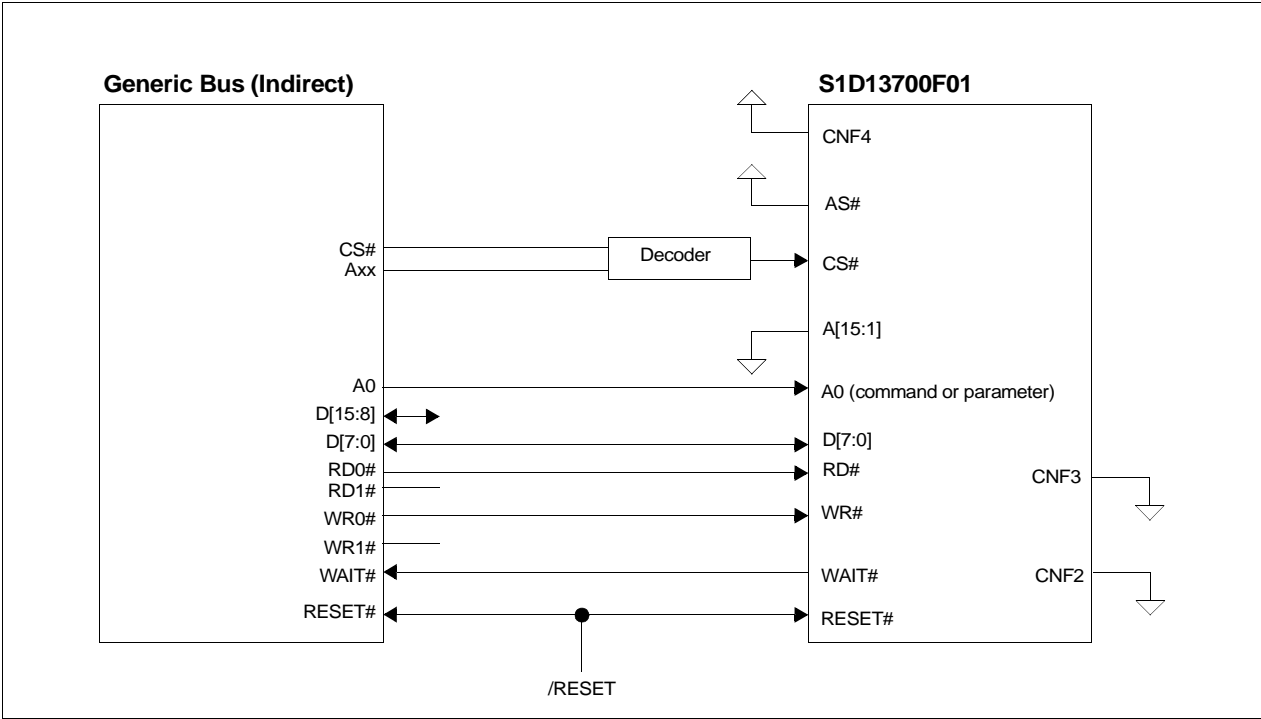 Generic Bus (Indirect)
S1D13700F01
CNF4
AS#
CS#
Axx
Decoder
CS#
A[15:1]
A0
A0 (command or parameter)
D[15:8]
D[7:0]
D[7:0]
RD0#
RD#
RD1#
CNF3
WR0#
WR#
WR1#
WAIT#
WAIT#
CNF2
RESET#
RESET#
/RESET